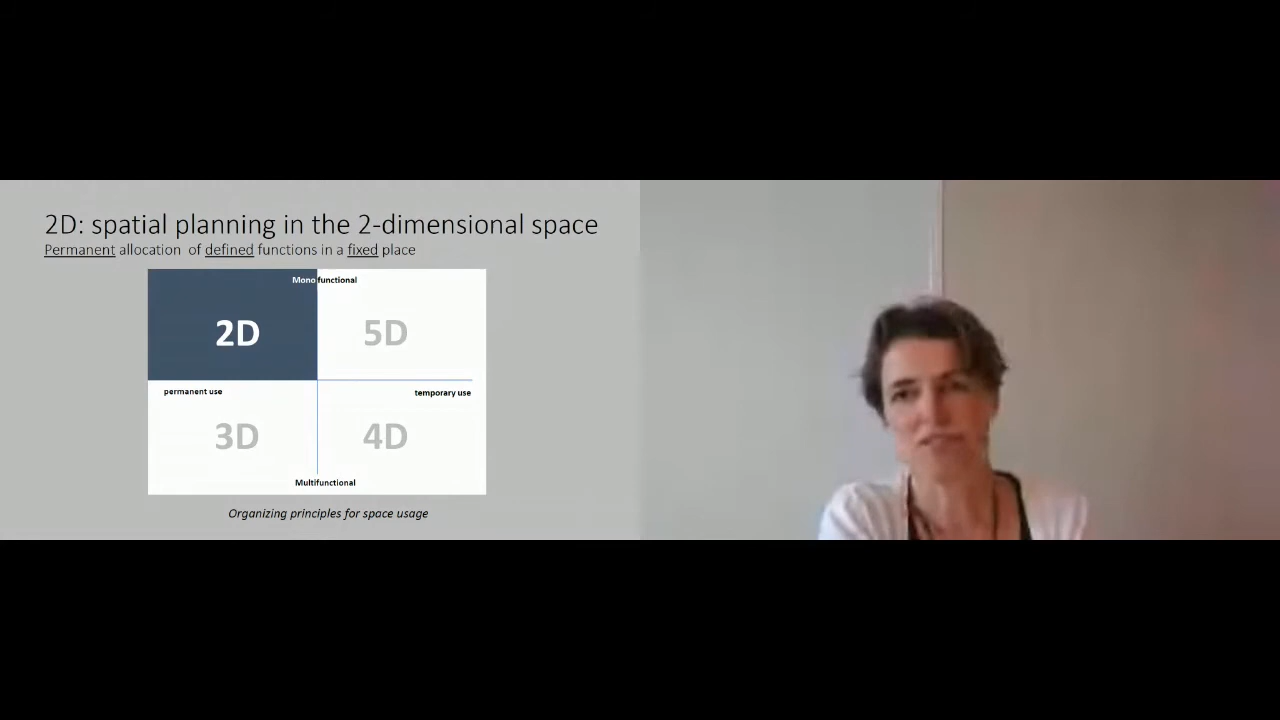 2D: spatial planning in the 2-dimensional space
Permanent allocation of defined functions in a fixed place
Mono functional
2D
5D
permanent use
temporary use
3D
4D
Multifunctional
Organizing principles for space usage